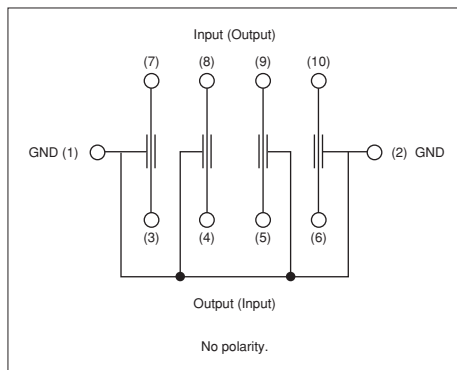 Input (Output)
(7) (8) (9) (10)
GND (1) (2) GND
(3) (4) (5) (6)
Output (Input)
No polarity.